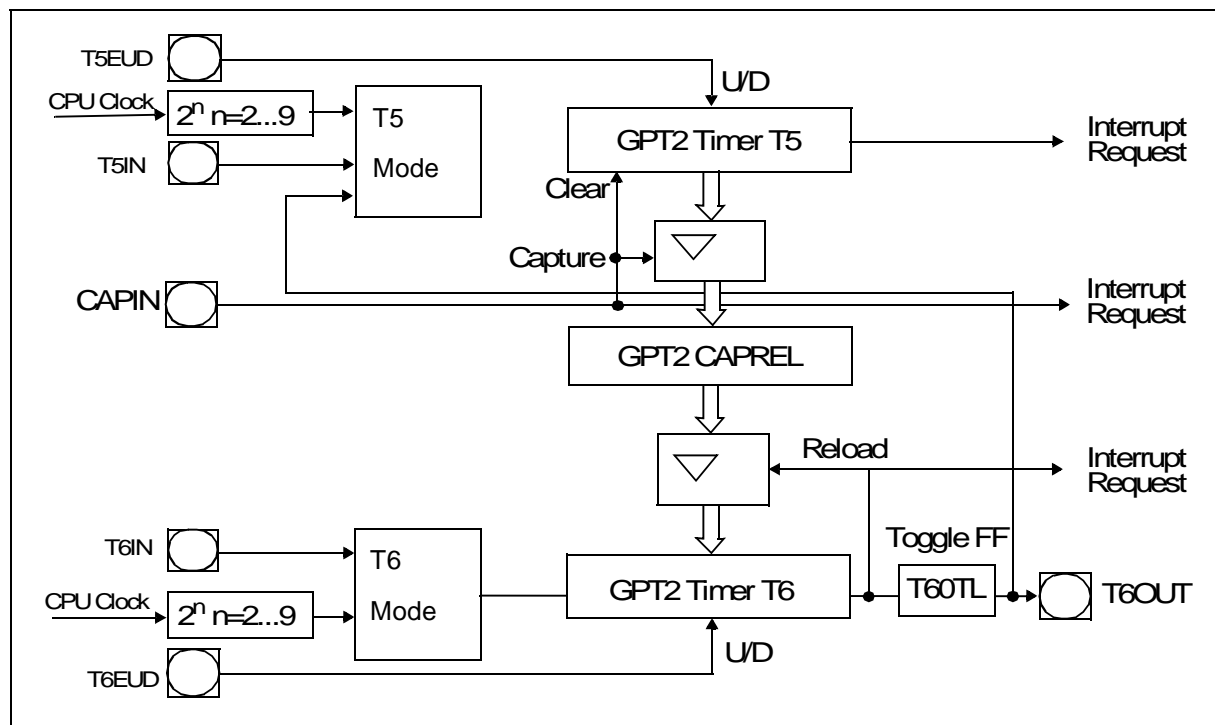 T5EUD
U/D
CPU Clock
2ⁿ n=2...9
T5
Mode
GPT2 Timer T5
Interrupt
Request
T5IN
Clear
Capture
CAPIN
Interrupt
Request
GPT2 CAPREL
Reload
Interrupt
Request
T6IN
T6
Mode
Toggle FF
GPT2 Timer T6
T60TL
T6OUT
CPU Clock
2ⁿ n=2...9
U/D
T6EUD